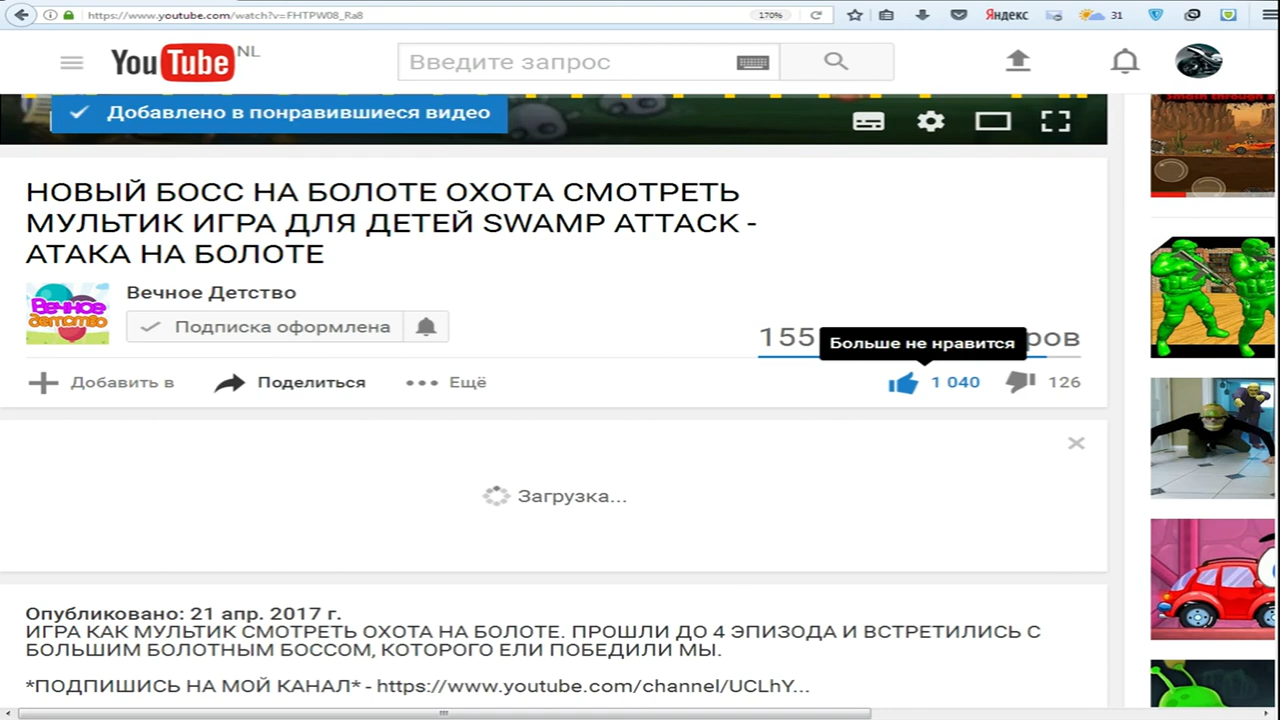 https://www.youtube.com/watch?v=FHTPW08_Ra8
170%
Яндекс
31
YouTube NL
Введите запрос
Добавлено в понравившиеся видео
НОВЫЙ БОСС НА БОЛОТЕ ОХОТА СМОТРЕТЬ
МУЛЬТИК ИГРА ДЛЯ ДЕТЕЙ SWAMP ATTACK -
АТАКА НА БОЛОТЕ
Вечное детство
Вечное Детство
Подписка оформлена
155
ров
Больше не нравится
Добавить в
Поделиться
Ещё
1 040
126
Загрузка...
Опубликовано: 21 апр. 2017 г.
ИГРА КАК МУЛЬТИК СМОТРЕТЬ ОХОТА НА БОЛОТЕ. ПРОШЛИ ДО 4 ЭПИЗОДА И ВСТРЕТИЛИСЬ С
БОЛЬШИМ БОЛОТНЫМ БОССОМ, КОТОРОГО ЕЛИ ПОБЕДИЛИ МЫ.
*ПОДПИШИСЬ НА МОЙ КАНАЛ* - https://www.youtube.com/channel/UCLhY...